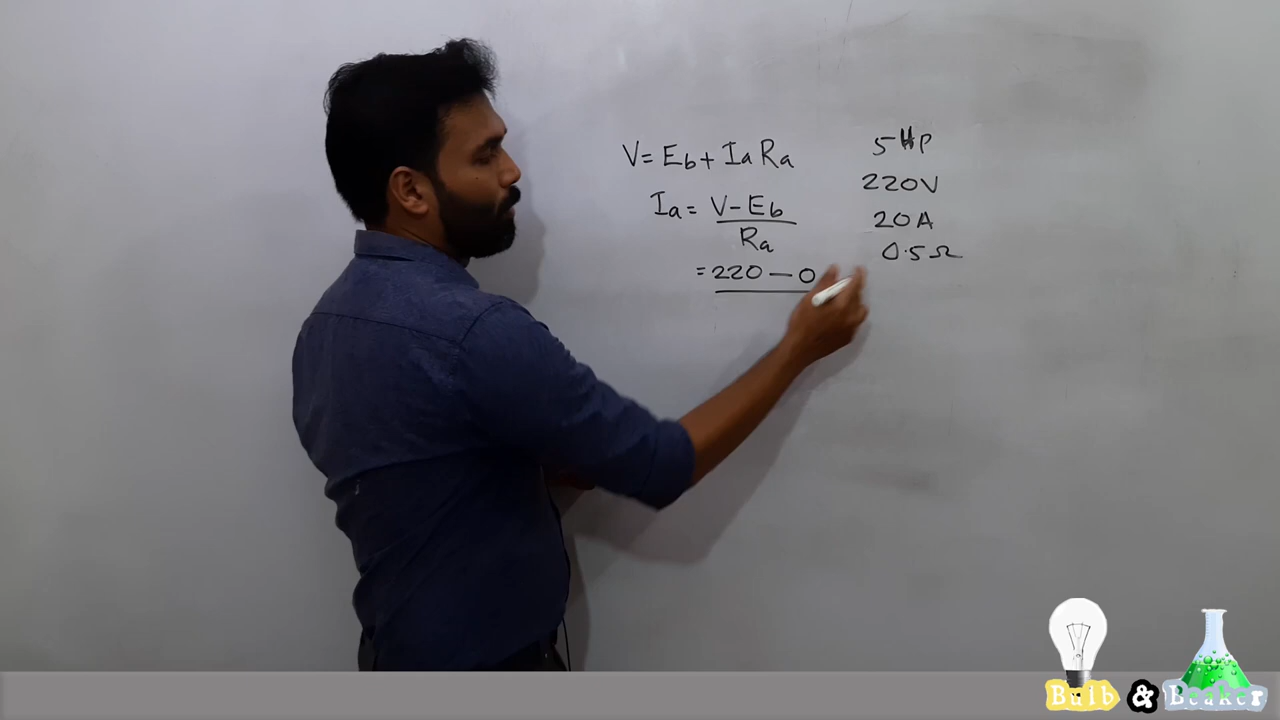 V = Eb + Ia Ra
Ia = V - Eb
Ra
= 220 - 0
5 HP
220V
20A
0.5 Ω
Bulb & Beaker